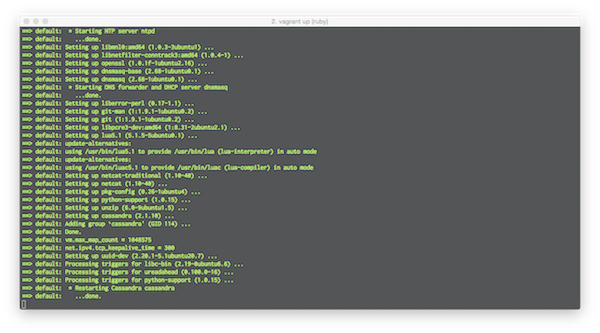 2. vagrant up (ruby)
==> default:  * Starting NTP server ntpd
==> default:    ...done.
==> default: Setting up libmnl0:amd64 (1.0.3-3ubuntu1) ...
==> default: Setting up libnetfilter-conntrack3:amd64 (1.0.4-1) ...
==> default: Setting up openssl (1.0.1f-1ubuntu2.16) ...
==> default: Setting up dnsmasq-base (2.68-1ubuntu0.1) ...
==> default: Setting up dnsmasq (2.68-1ubuntu0.1) ...
==> default:  * Starting DNS forwarder and DHCP server dnsmasq
==> default:    ...done.
==> default: Setting up liberror-perl (0.17-1.1) ...
==> default: Setting up git-man (1:1.9.1-1ubuntu0.2) ...
==> default: Setting up git (1:1.9.1-1ubuntu0.2) ...
==> default: Setting up libpcre3-dev:amd64 (1:8.31-2ubuntu2.1) ...
==> default: Setting up lua5.1 (5.1.5-5ubuntu0.1) ...
==> default: update-alternatives:
==> default: using /usr/bin/lua5.1 to provide /usr/bin/lua (lua-interpreter) in auto mode
==> default: update-alternatives:
==> default: using /usr/bin/luac5.1 to provide /usr/bin/luac (lua-compiler) in auto mode
==> default: Setting up netcat-traditional (1.10-40) ...
==> default: Setting up netcat (1.10-40) ...
==> default: Setting up pkg-config (0.26-1ubuntu4) ...
==> default: Setting up python-support (1.0.15) ...
==> default: Setting up unzip (6.0-9ubuntu1.5) ...
==> default: Setting up cassandra (2.1.10) ...
==> default: Adding group `cassandra' (GID 114) ...
==> default: Done.
==> default: vm.max_map_count = 1048575
==> default: net.ipv4.tcp_keepalive_time = 300
==> default: Setting up uuid-dev (2.20.1-5.1ubuntu20.7) ...
==> default: Processing triggers for libc-bin (2.19-0ubuntu6.6) ...
==> default: Processing triggers for ureadahead (0.100.0-16) ...
==> default: Processing triggers for python-support (1.0.15) ...
==> default:  * Restarting Cassandra cassandra
==> default:    ...done.